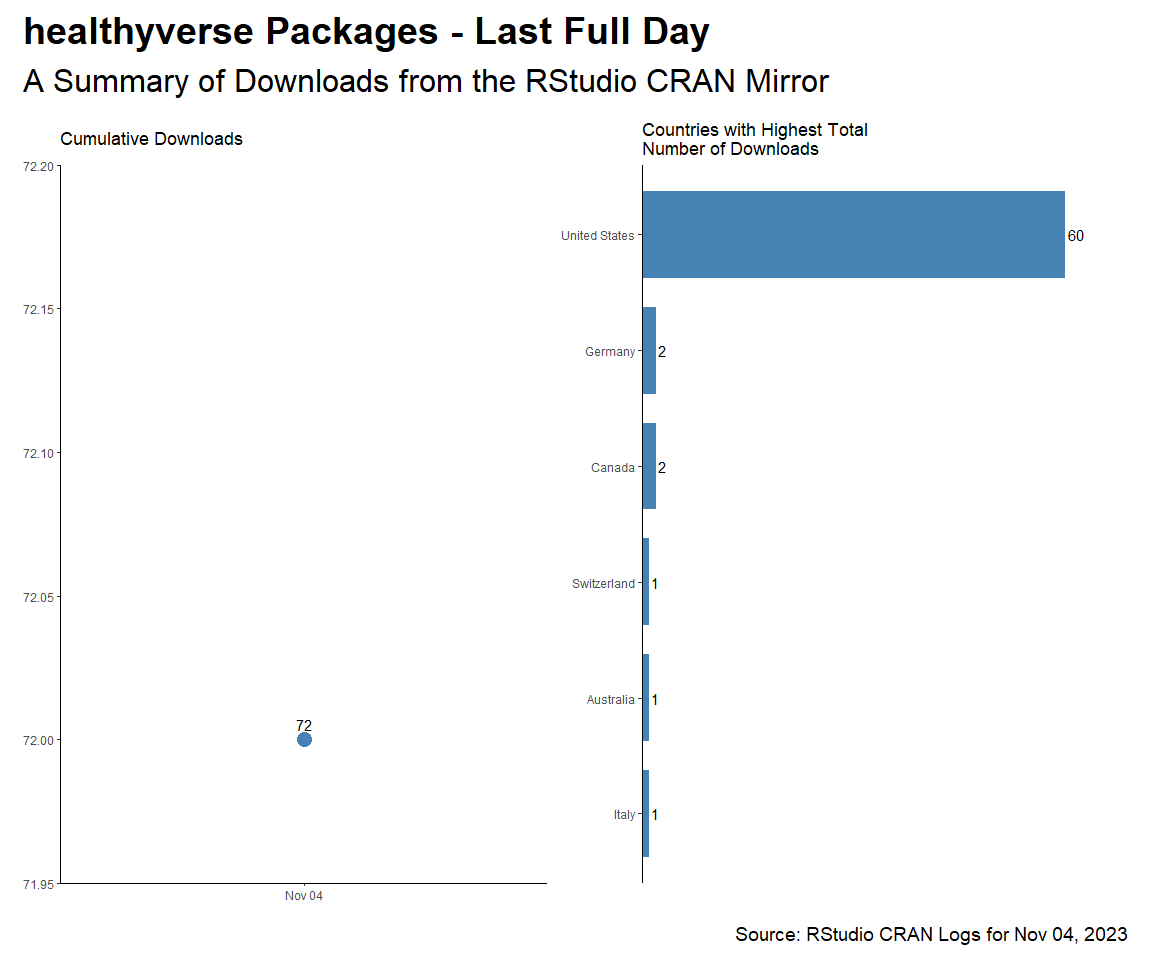 healthyverse Packages - Last Full Day
A Summary of Downloads from the RStudio CRAN Mirror
Cumulative Downloads
72.20
72.15
72.10
72.05
72.00
71.95
72
Nov 04
Countries with Highest Total
Number of Downloads
United States 60
Germany 2
Canada 2
Switzerland 1
Australia 1
Italy 1
Source: RStudio CRAN Logs for Nov 04, 2023